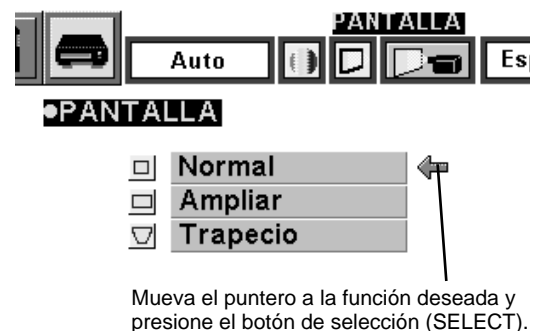 PANTALLA
Auto
Es
●PANTALLA
Normal
Ampliar
Trapecio
Mueva el puntero a la función deseada y
presione el botón de selección (SELECT).